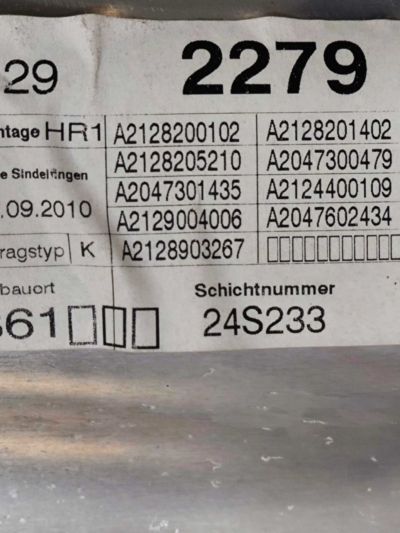 29 2279
ntage HR1 A2128200102 A2128201402
A2128205210 A2047300479
e Sindelfingen A2047301435 A2124400109
.09.2010 A2129004006 A2047602434
ragstyp K A2128903267
bauort Schichtnummer
61 24S233